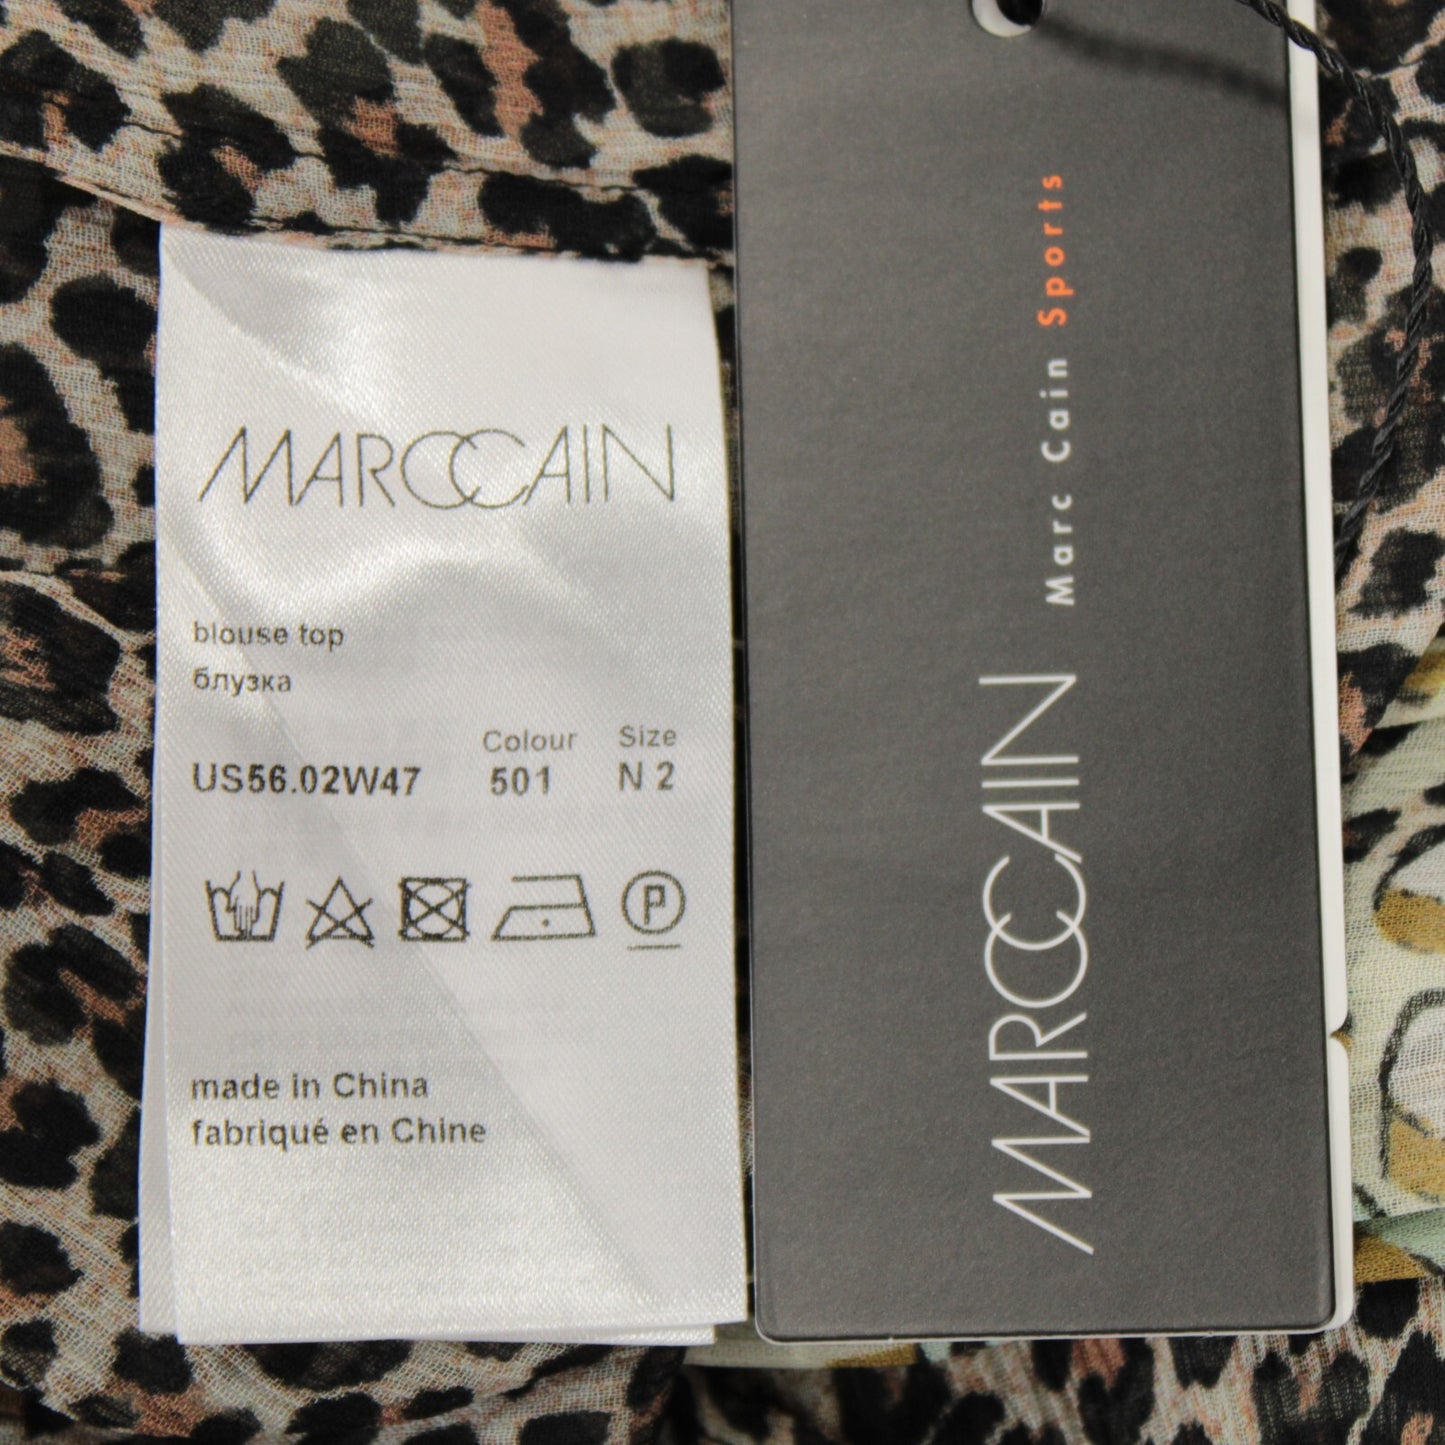 MARCCAIN
blouse top
блузка
Colour Size
US56.02W47 501 N 2
P
made in China
fabriqué en Chine
MARCCAIN Marc Cain Sports